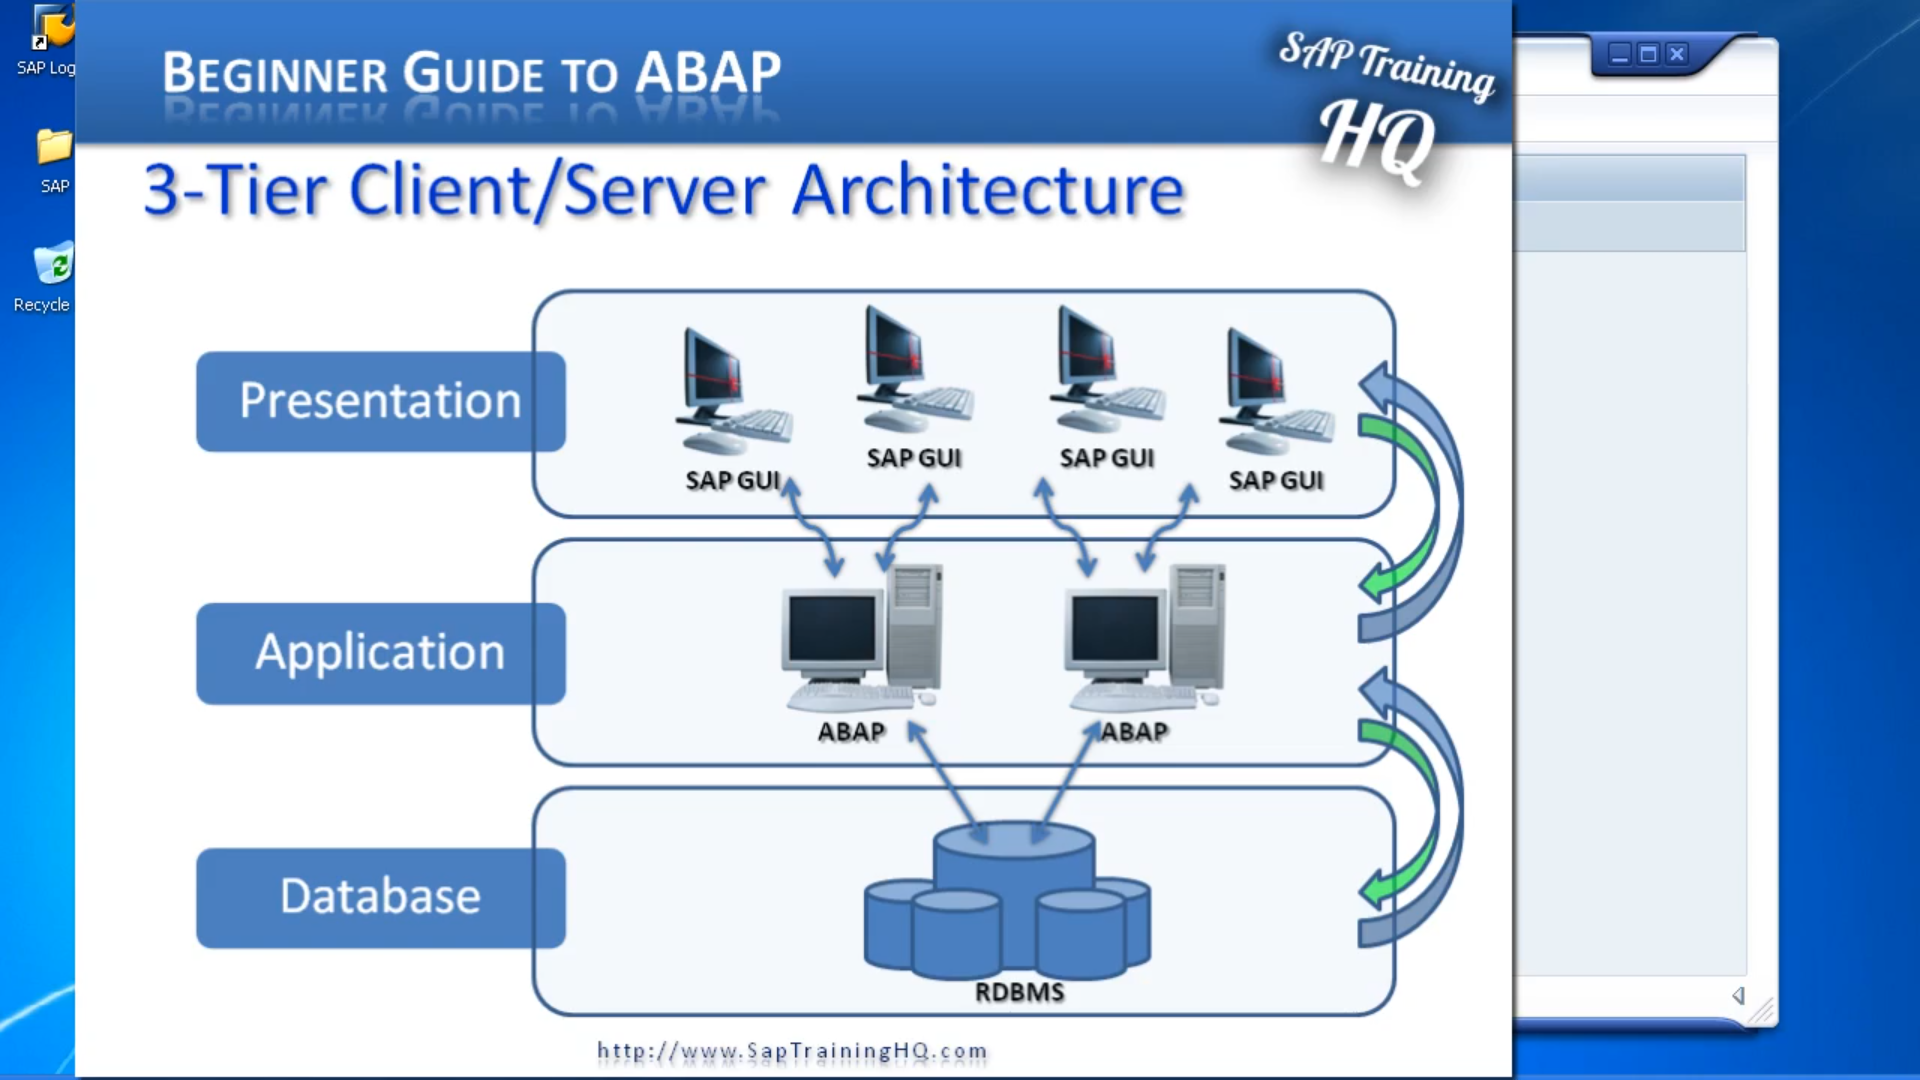 SAP Log
BEGINNER GUIDE TO ABAP
SAP Training
HQ
3-Tier Client/Server Architecture
SAP
Recycle
Presentation
SAP GUI
SAP GUI
SAP GUI
SAP GUI
Application
ABAP
ABAP
Database
RDBMS
http://www.SapTrainingHQ.com